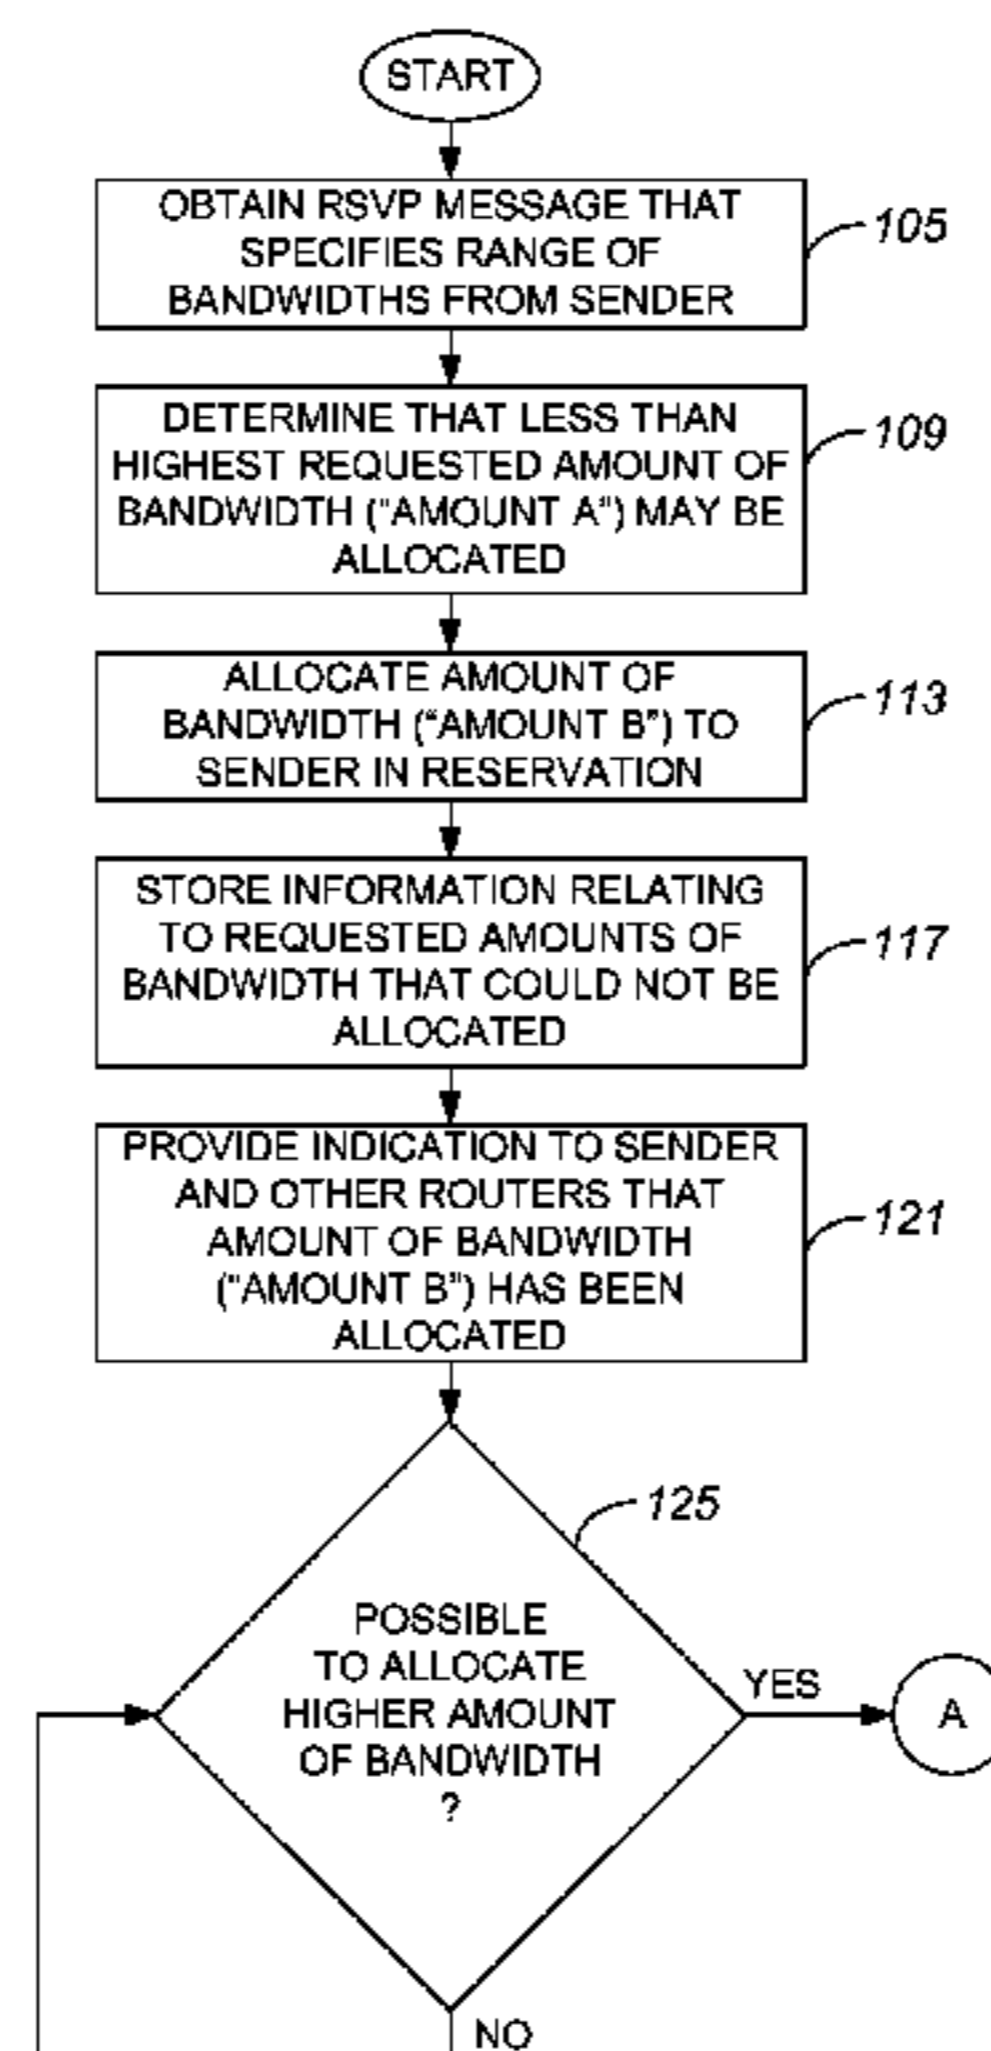 START
OBTAIN RSVP MESSAGE THAT
SPECIFIES RANGE OF
BANDWIDTHS FROM SENDER
105
DETERMINE THAT LESS THAN
HIGHEST REQUESTED AMOUNT OF
BANDWIDTH ("AMOUNT A") MAY BE
ALLOCATED
109
ALLOCATE AMOUNT OF
BANDWIDTH ("AMOUNT B") TO
SENDER IN RESERVATION
113
STORE INFORMATION RELATING
TO REQUESTED AMOUNTS OF
BANDWIDTH THAT COULD NOT BE
ALLOCATED
117
PROVIDE INDICATION TO SENDER
AND OTHER ROUTERS THAT
AMOUNT OF BANDWIDTH
("AMOUNT B") HAS BEEN
ALLOCATED
121
125
POSSIBLE
TO ALLOCATE
HIGHER AMOUNT
OF BANDWIDTH
?
YES
A
NO